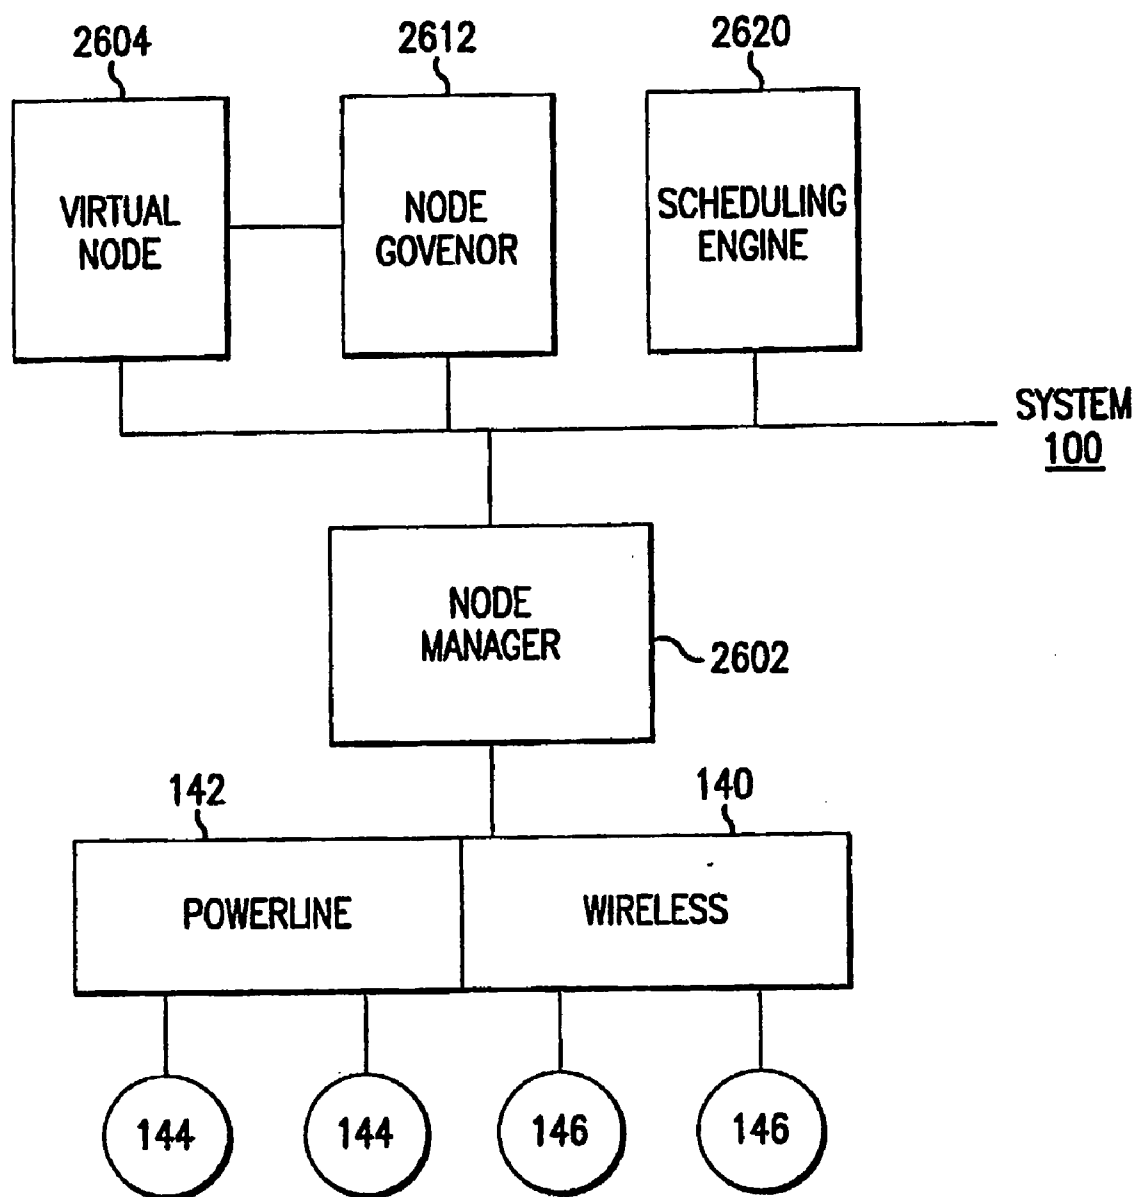 2604
2612
2620
VIRTUAL
NODE
NODE
GOVENOR
SCHEDULING
ENGINE
SYSTEM
100
NODE
MANAGER
2602
142
140
POWERLINE
WIRELESS
144
144
146
146